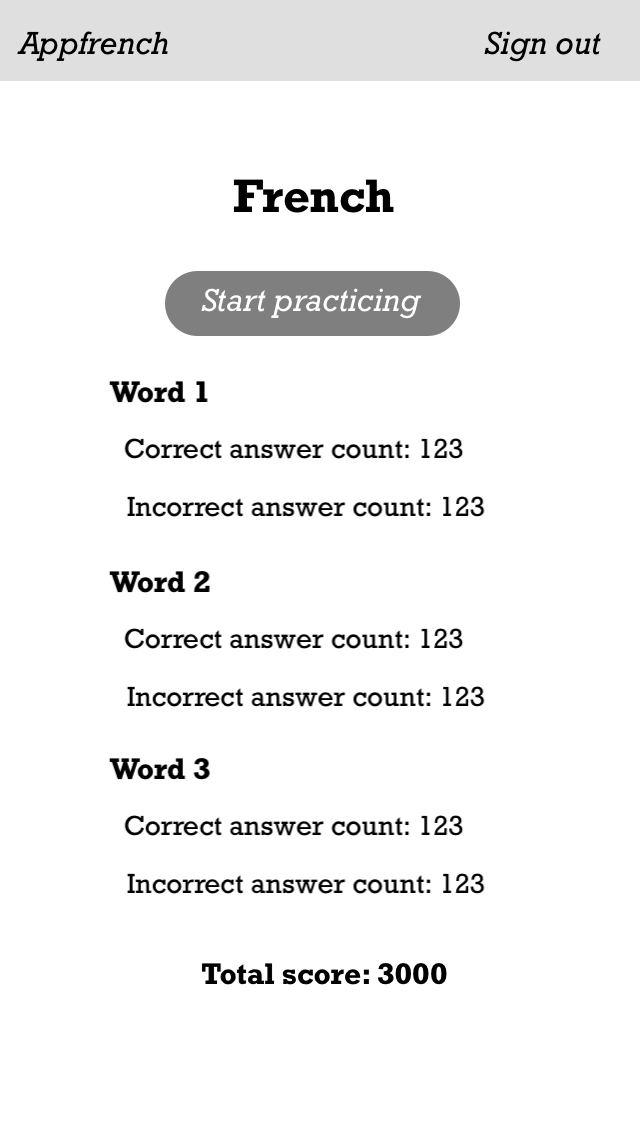 Appfrench
Sign out
French
Start practicing
Word 1
Correct answer count: 123
Incorrect answer count: 123
Word 2
Correct answer count: 123
Incorrect answer count: 123
Word 3
Correct answer count: 123
Incorrect answer count: 123
Total score: 3000